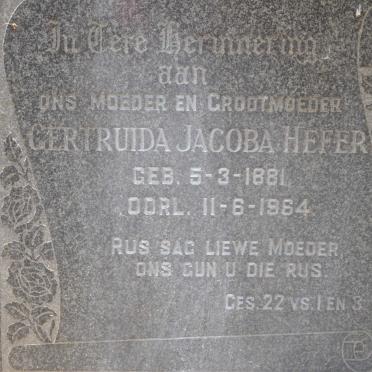 In Tere Herinnering
aan
ONS MOEDER EN GROOTMOEDER
GERTRUIDA JACOBA HEFER
GEB. 5-3-1881
OORL. 11-6-1964
RUS SAG LIEWE MOEDER
ONS GUN U DIE RUS.
GES. 22 VS. 1 EN 3